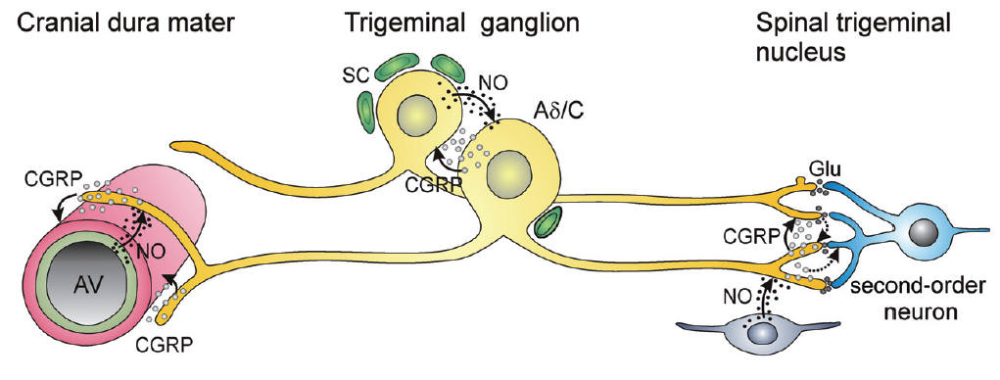 Cranial dura mater
Trigeminal ganglion
Spinal trigeminal
nucleus
SC
NO
Aδ/C
CGRP
CGRP
NO
AV
CGRP
Glu
CGRP
NO
second-order
neuron